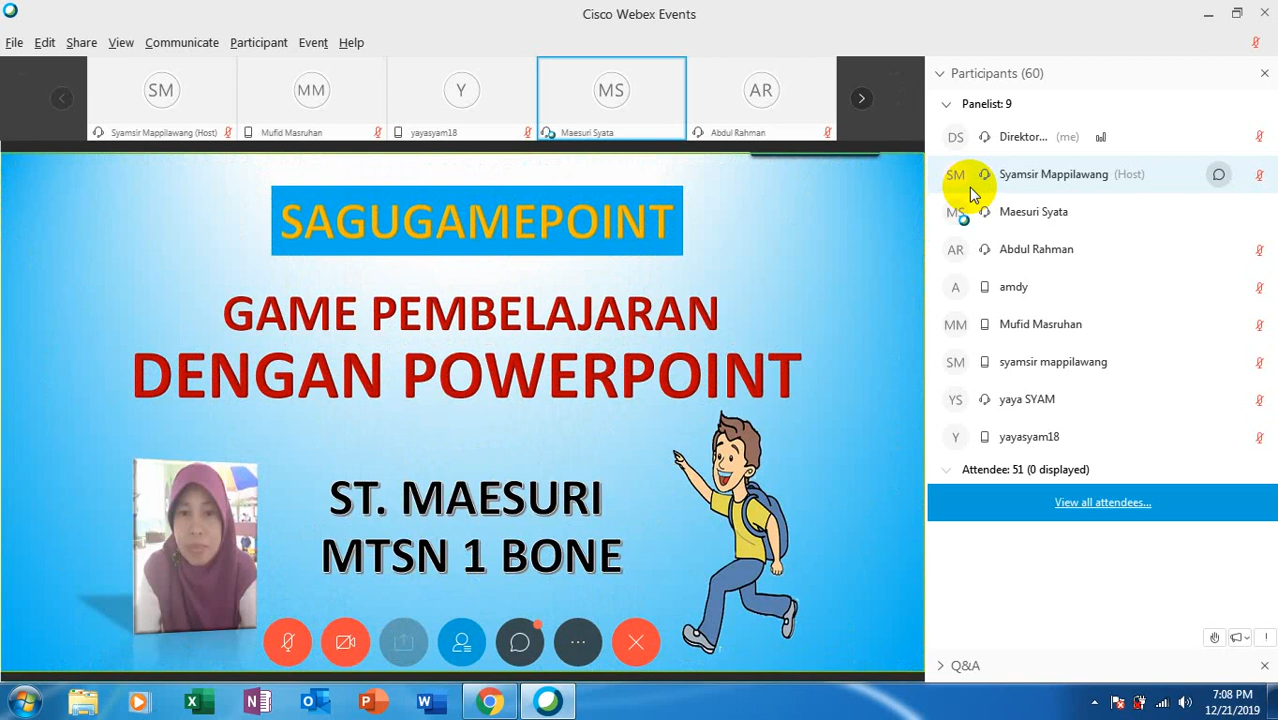 Cisco Webex Events
File Edit Share View Communicate Participant Event Help
SM MM Y MS AR
Syamsir Mappilawang (Host) Mufid Masruhan yayasyam18 Maesuri Syata Abdul Rahman
SAGUGAMEPOINT
GAME PEMBELAJARAN
DENGAN POWERPOINT
ST. MAESURI
MTSN 1 BONE
Participants (60)
Panelist: 9
DS Direktor... (me)
SM Syamsir Mappilawang (Host)
MS Maesuri Syata
AR Abdul Rahman
A amdy
MM Mufid Masruhan
SM syamsir mappilawang
YS yaya SYAM
Y yayasyam18
Attendee: 51 (0 displayed)
View all attendees...
Q&A
7:08 PM
12/21/2019